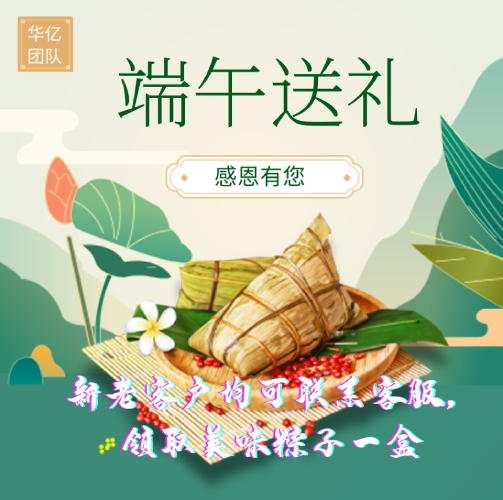 华亿
团队
端午送礼
感恩有您
新老客户均可联系客服,
领取美味粽子一盒